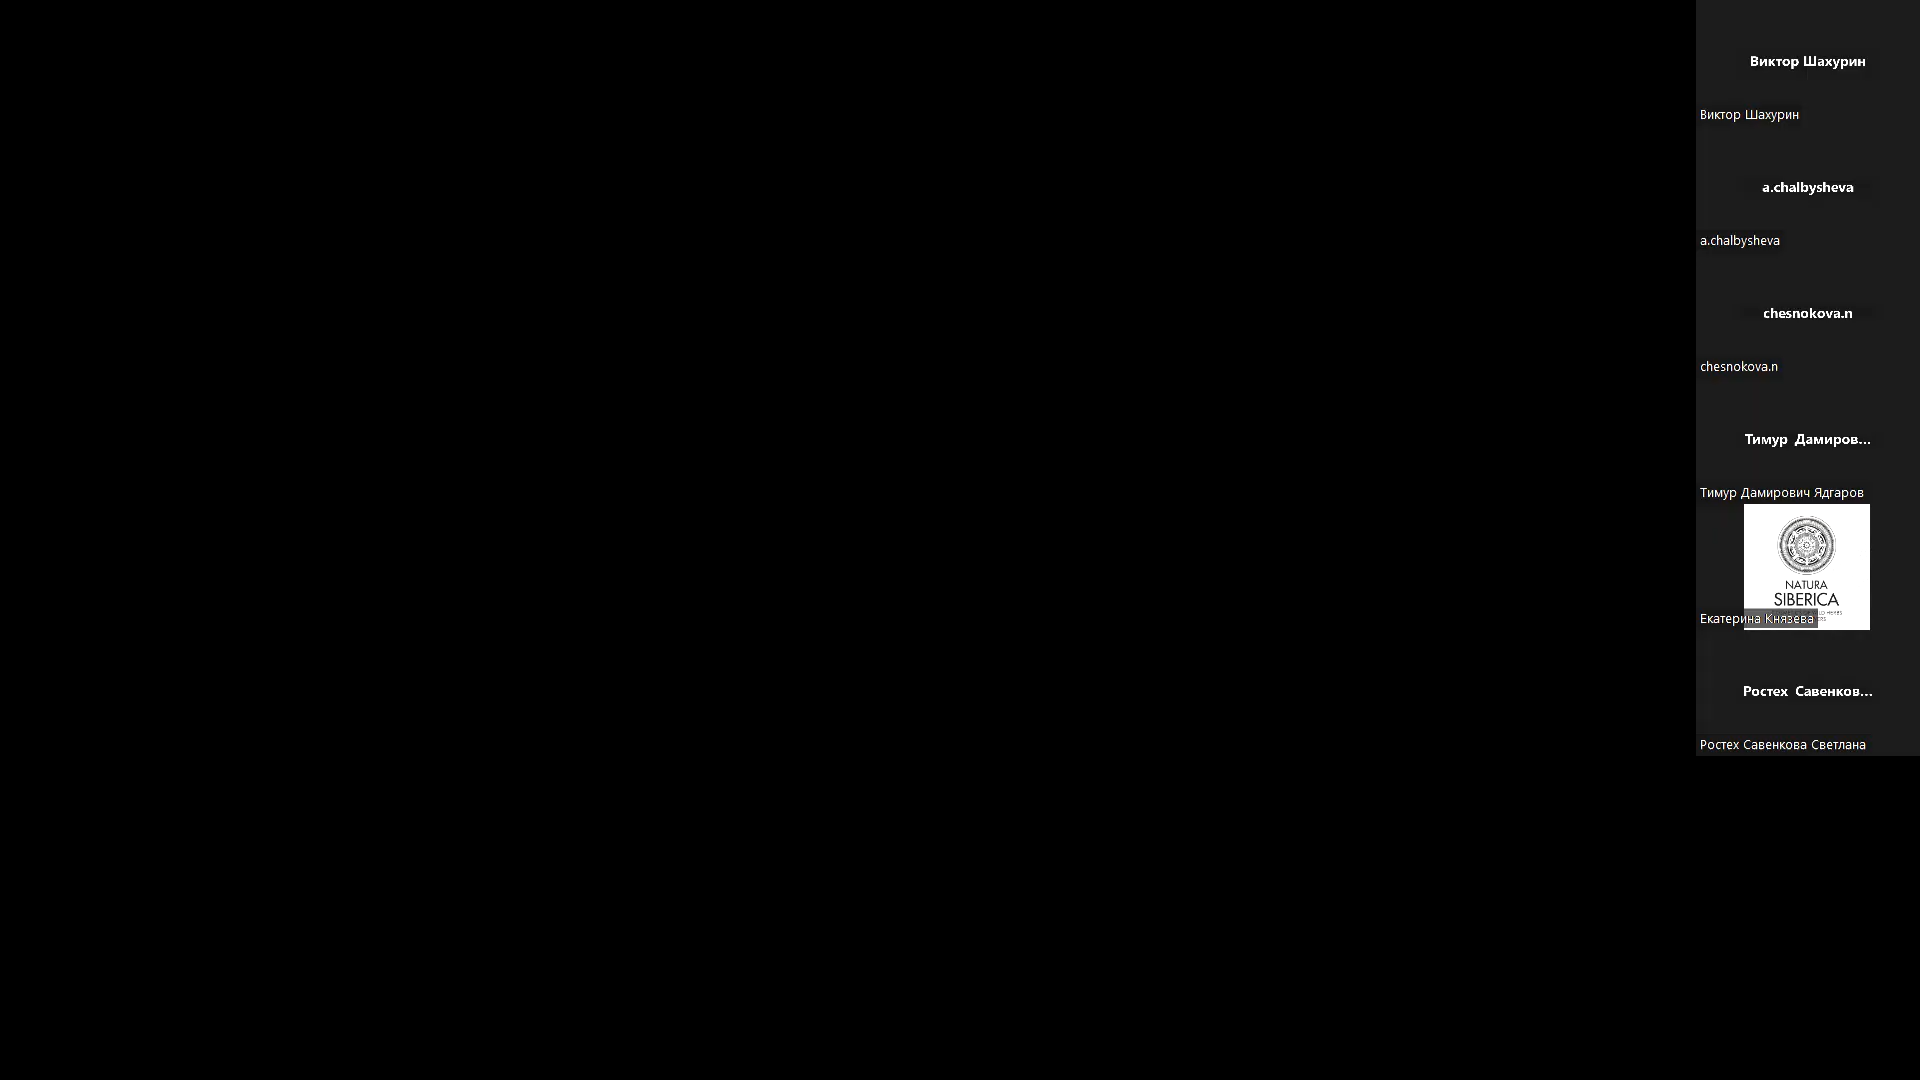 Виктор Шахурин
Виктор Шахурин
a.chalbysheva
a.chalbysheva
chesnokova.n
chesnokova.n
Тимур Дамиров...
Тимур Дамирович Ядгаров
NATURA
SIBERICA
Екатерина Князева
Ростех Савенков...
Ростех Савенкова Светлана